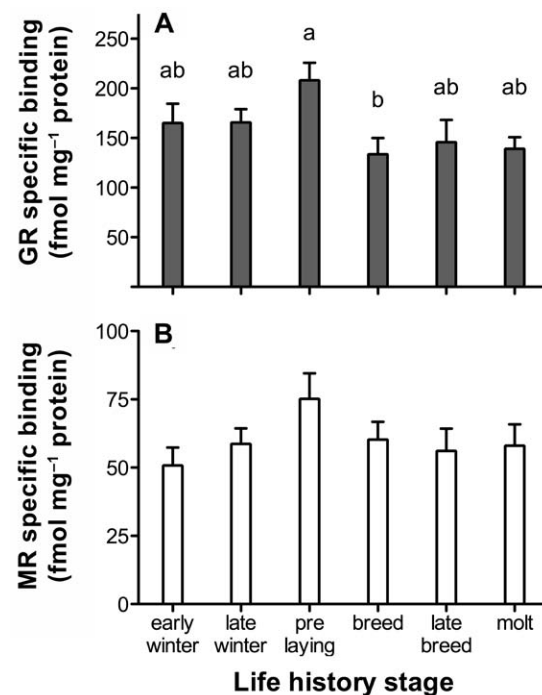 A
GR specific binding
(fmol mg⁻¹ protein)
250
200
150
100
50
ab
ab
a
b
ab
ab
B
MR specific binding
(fmol mg⁻¹ protein)
100
75
50
25
0
early
winter
late
winter
pre
laying
breed
late
breed
molt
Life history stage